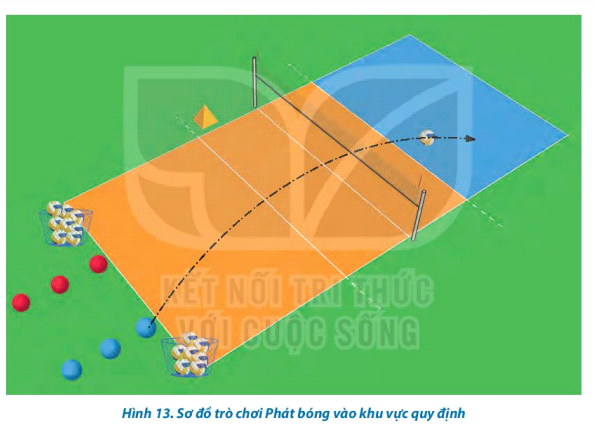 KẾT NỐI TRI THỨC
VỚI CUỘC SỐNG
Hình 13. Sơ đồ trò chơi Phát bóng vào khu vực quy định